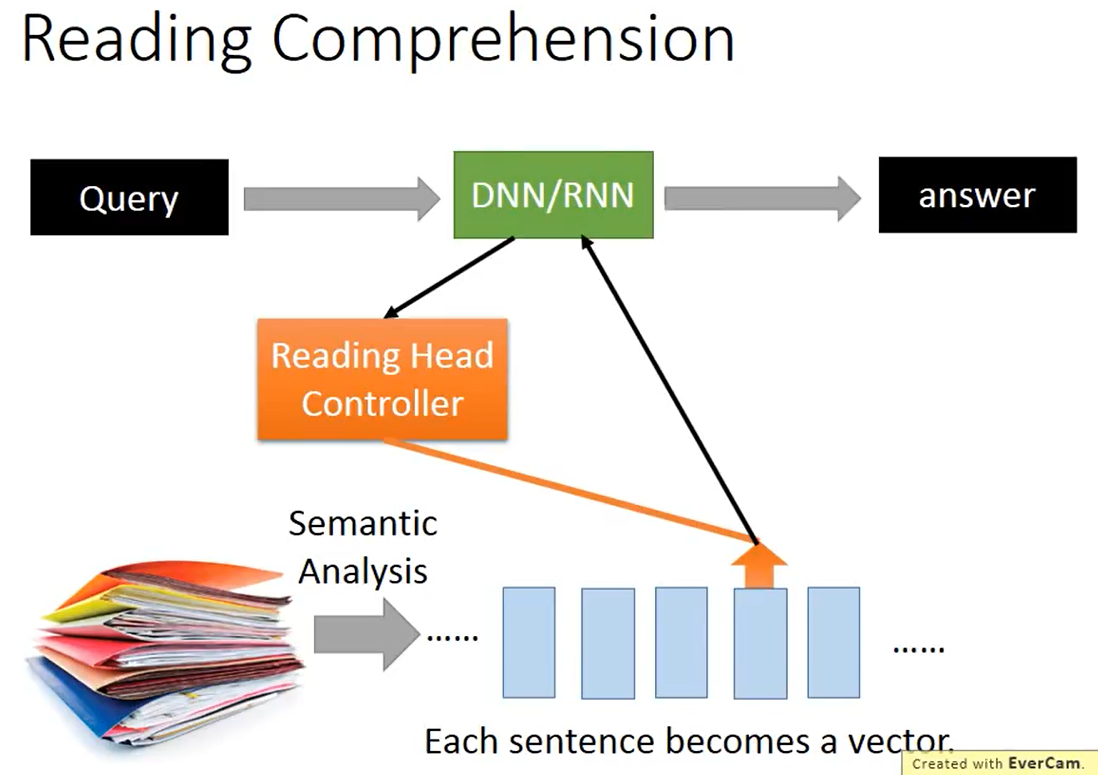 Reading Comprehension
Query
DNN/RNN
answer
Reading Head
Controller
Semantic
Analysis
......
......
Each sentence becomes a vector.
Created with EverCam.